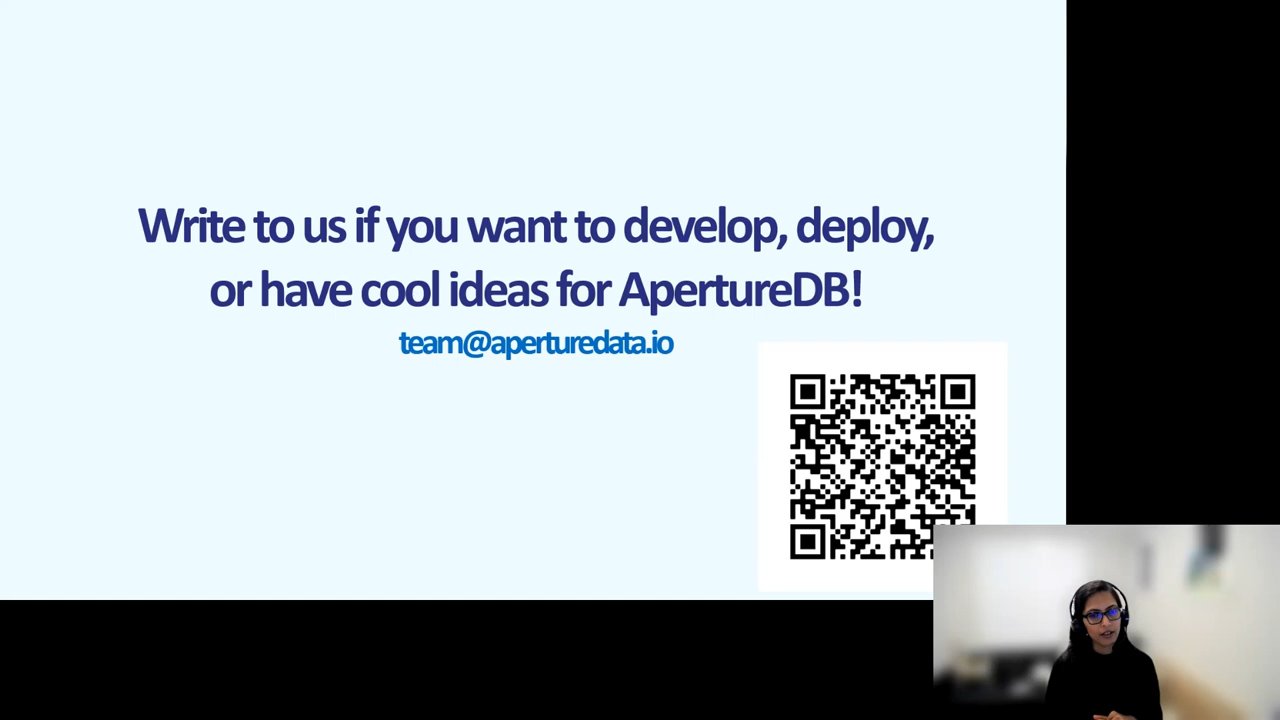 Write to us if you want to develop, deploy,
or have cool ideas for ApertureDB!
team@aperturedata.io